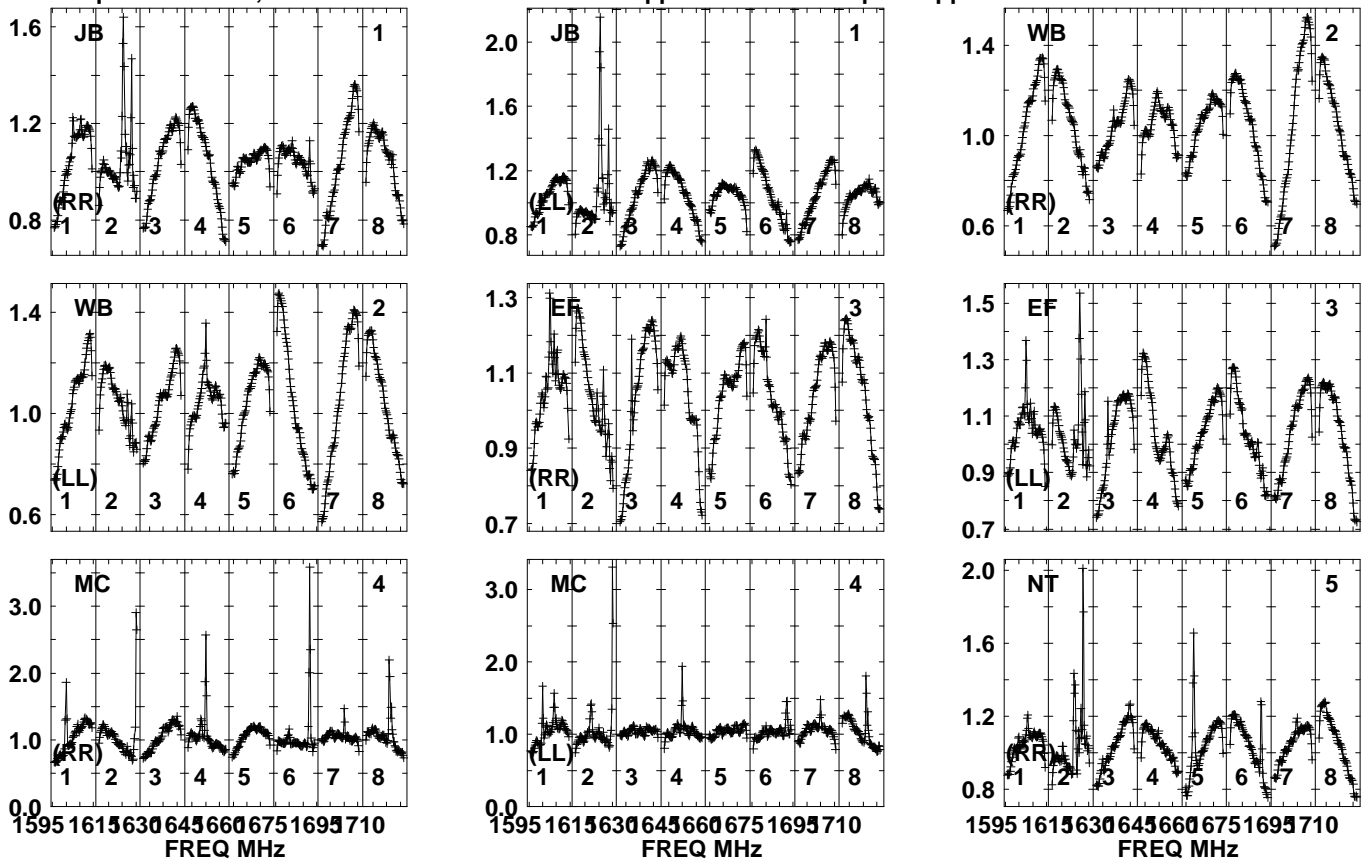 1.6 JB 1
1.2
0.8
(RR)
1 2 3 4 5 6 7 8
2.0 JB 1
1.6
1.2
0.8
(LL)
1 2 3 4 5 6 7 8
1.4 WB 2
1.0
0.6
(RR)
1 2 3 4 5 6 7 8
1.4 WB 2
1.0
0.6
(LL)
1 2 3 4 5 6 7 8
1.3 EF 3
1.1
0.9
0.7
(RR)
1 2 3 4 5 6 7 8
1.5 EF 3
1.3
1.1
0.9
0.7
(LL)
1 2 3 4 5 6 7 8
MC 4
3.0
2.0
1.0
0.0
(RR)
1 2 3 4 5 6 7 8
1595 1615 1630 1645 1660 1675 1695 1710
FREQ MHz
MC 4
3.0
2.0
1.0
0.0
(LL)
1 2 3 4 5 6 7 8
1595 1615 1630 1645 1660 1675 1695 1710
FREQ MHz
2.0 NT 5
1.6
1.2
0.8
(RR)
1 2 3 4 5 6 7 8
1595 1615 1630 1645 1660 1675 1695 1710
FREQ MHz